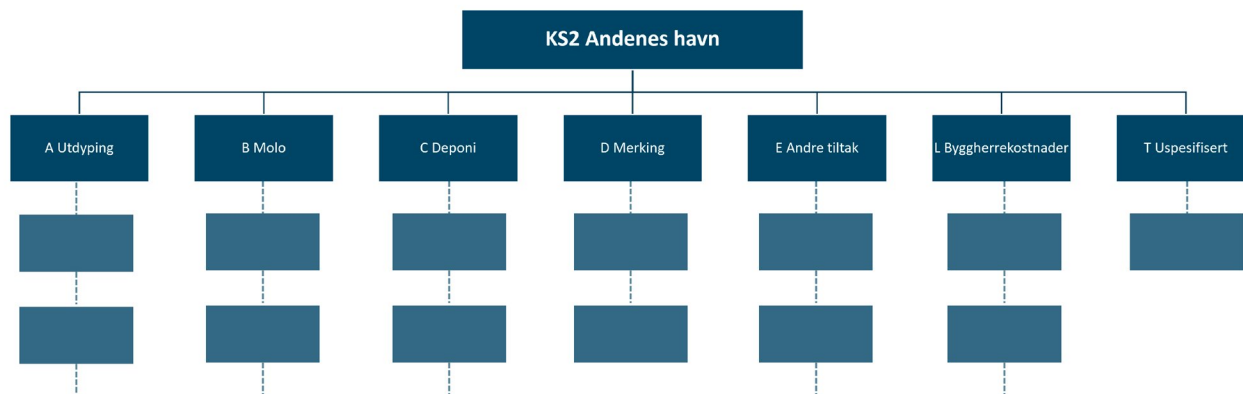 KS2 Andenes havn
A Utdyping
B Molo
C Deponi
D Merking
E Andre tiltak
L Byggherrekostnader
T Uspesifisert